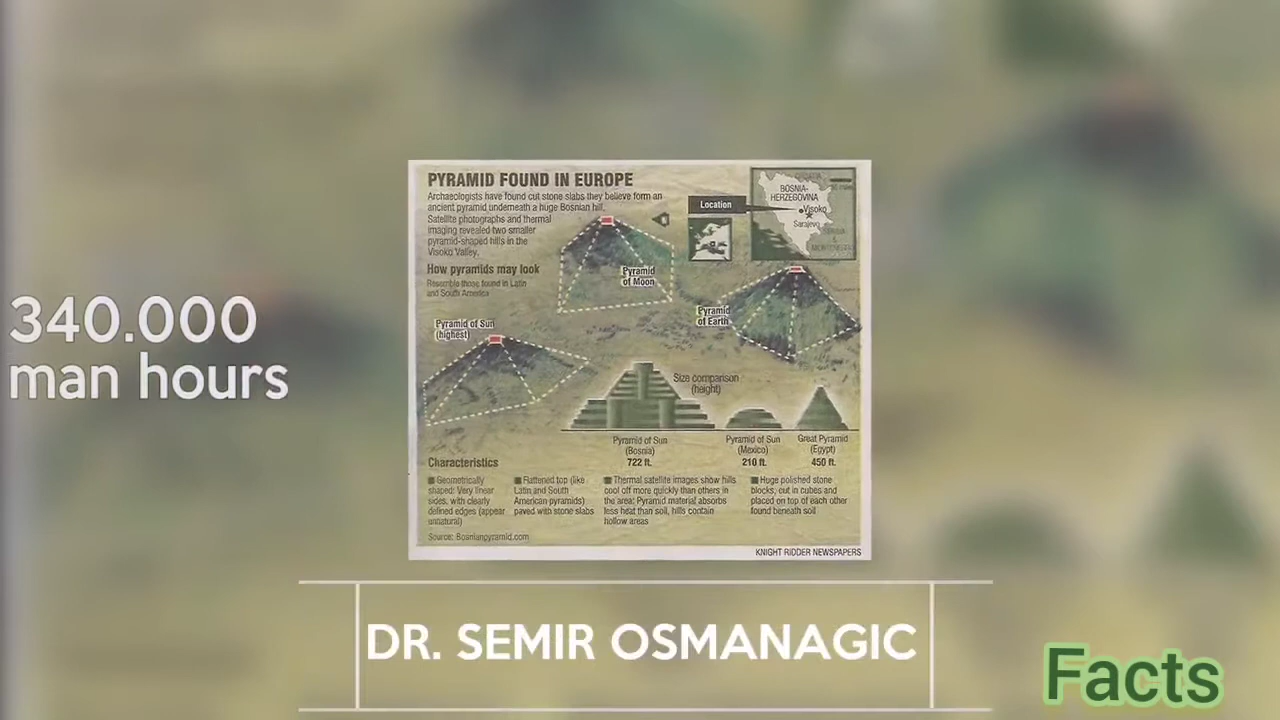 PYRAMID FOUND IN EUROPE
Archaeologists have found cut stone slabs they believe form an
ancient pyramid underneath a huge Bosnian hill.
Satellite photographs and thermal
imaging revealed two smaller
pyramid-shaped hills in the
Visoko Valley.
How pyramids may look
Resemble those found in Latin
and South America
Location
BOSNIA-
HERZEGOVINA
Visoko
Sarajevo
SERBIA
&
MONTENEGRO
Pyramid
of Moon
Pyramid
of Earth
Pyramid of Sun
(highest)
340.000
man hours
Size comparison
(height)
Pyramid of Sun
(Bosnia)
722 ft.
Pyramid of Sun
(Mexico)
210 ft.
Great Pyramid
(Egypt)
450 ft.
Characteristics
Geometrically
shaped: Very linear
sides, with clearly
defined edges (appear
unnatural)
Flattened top (like
Latin and South
American pyramids)
paved with stone slabs
Thermal satellite images show hills
cool off more quickly than others in
the area: Pyramid material absorbs
less heat than soil, hills contain
hollow areas
Huge polished stone
blocks, cut in cubes and
placed on top of each other
found beneath soil
Source: Bosnianpyramid.com
KNIGHT RIDDER NEWSPAPERS
DR. SEMIR OSMANAGIC
Facts